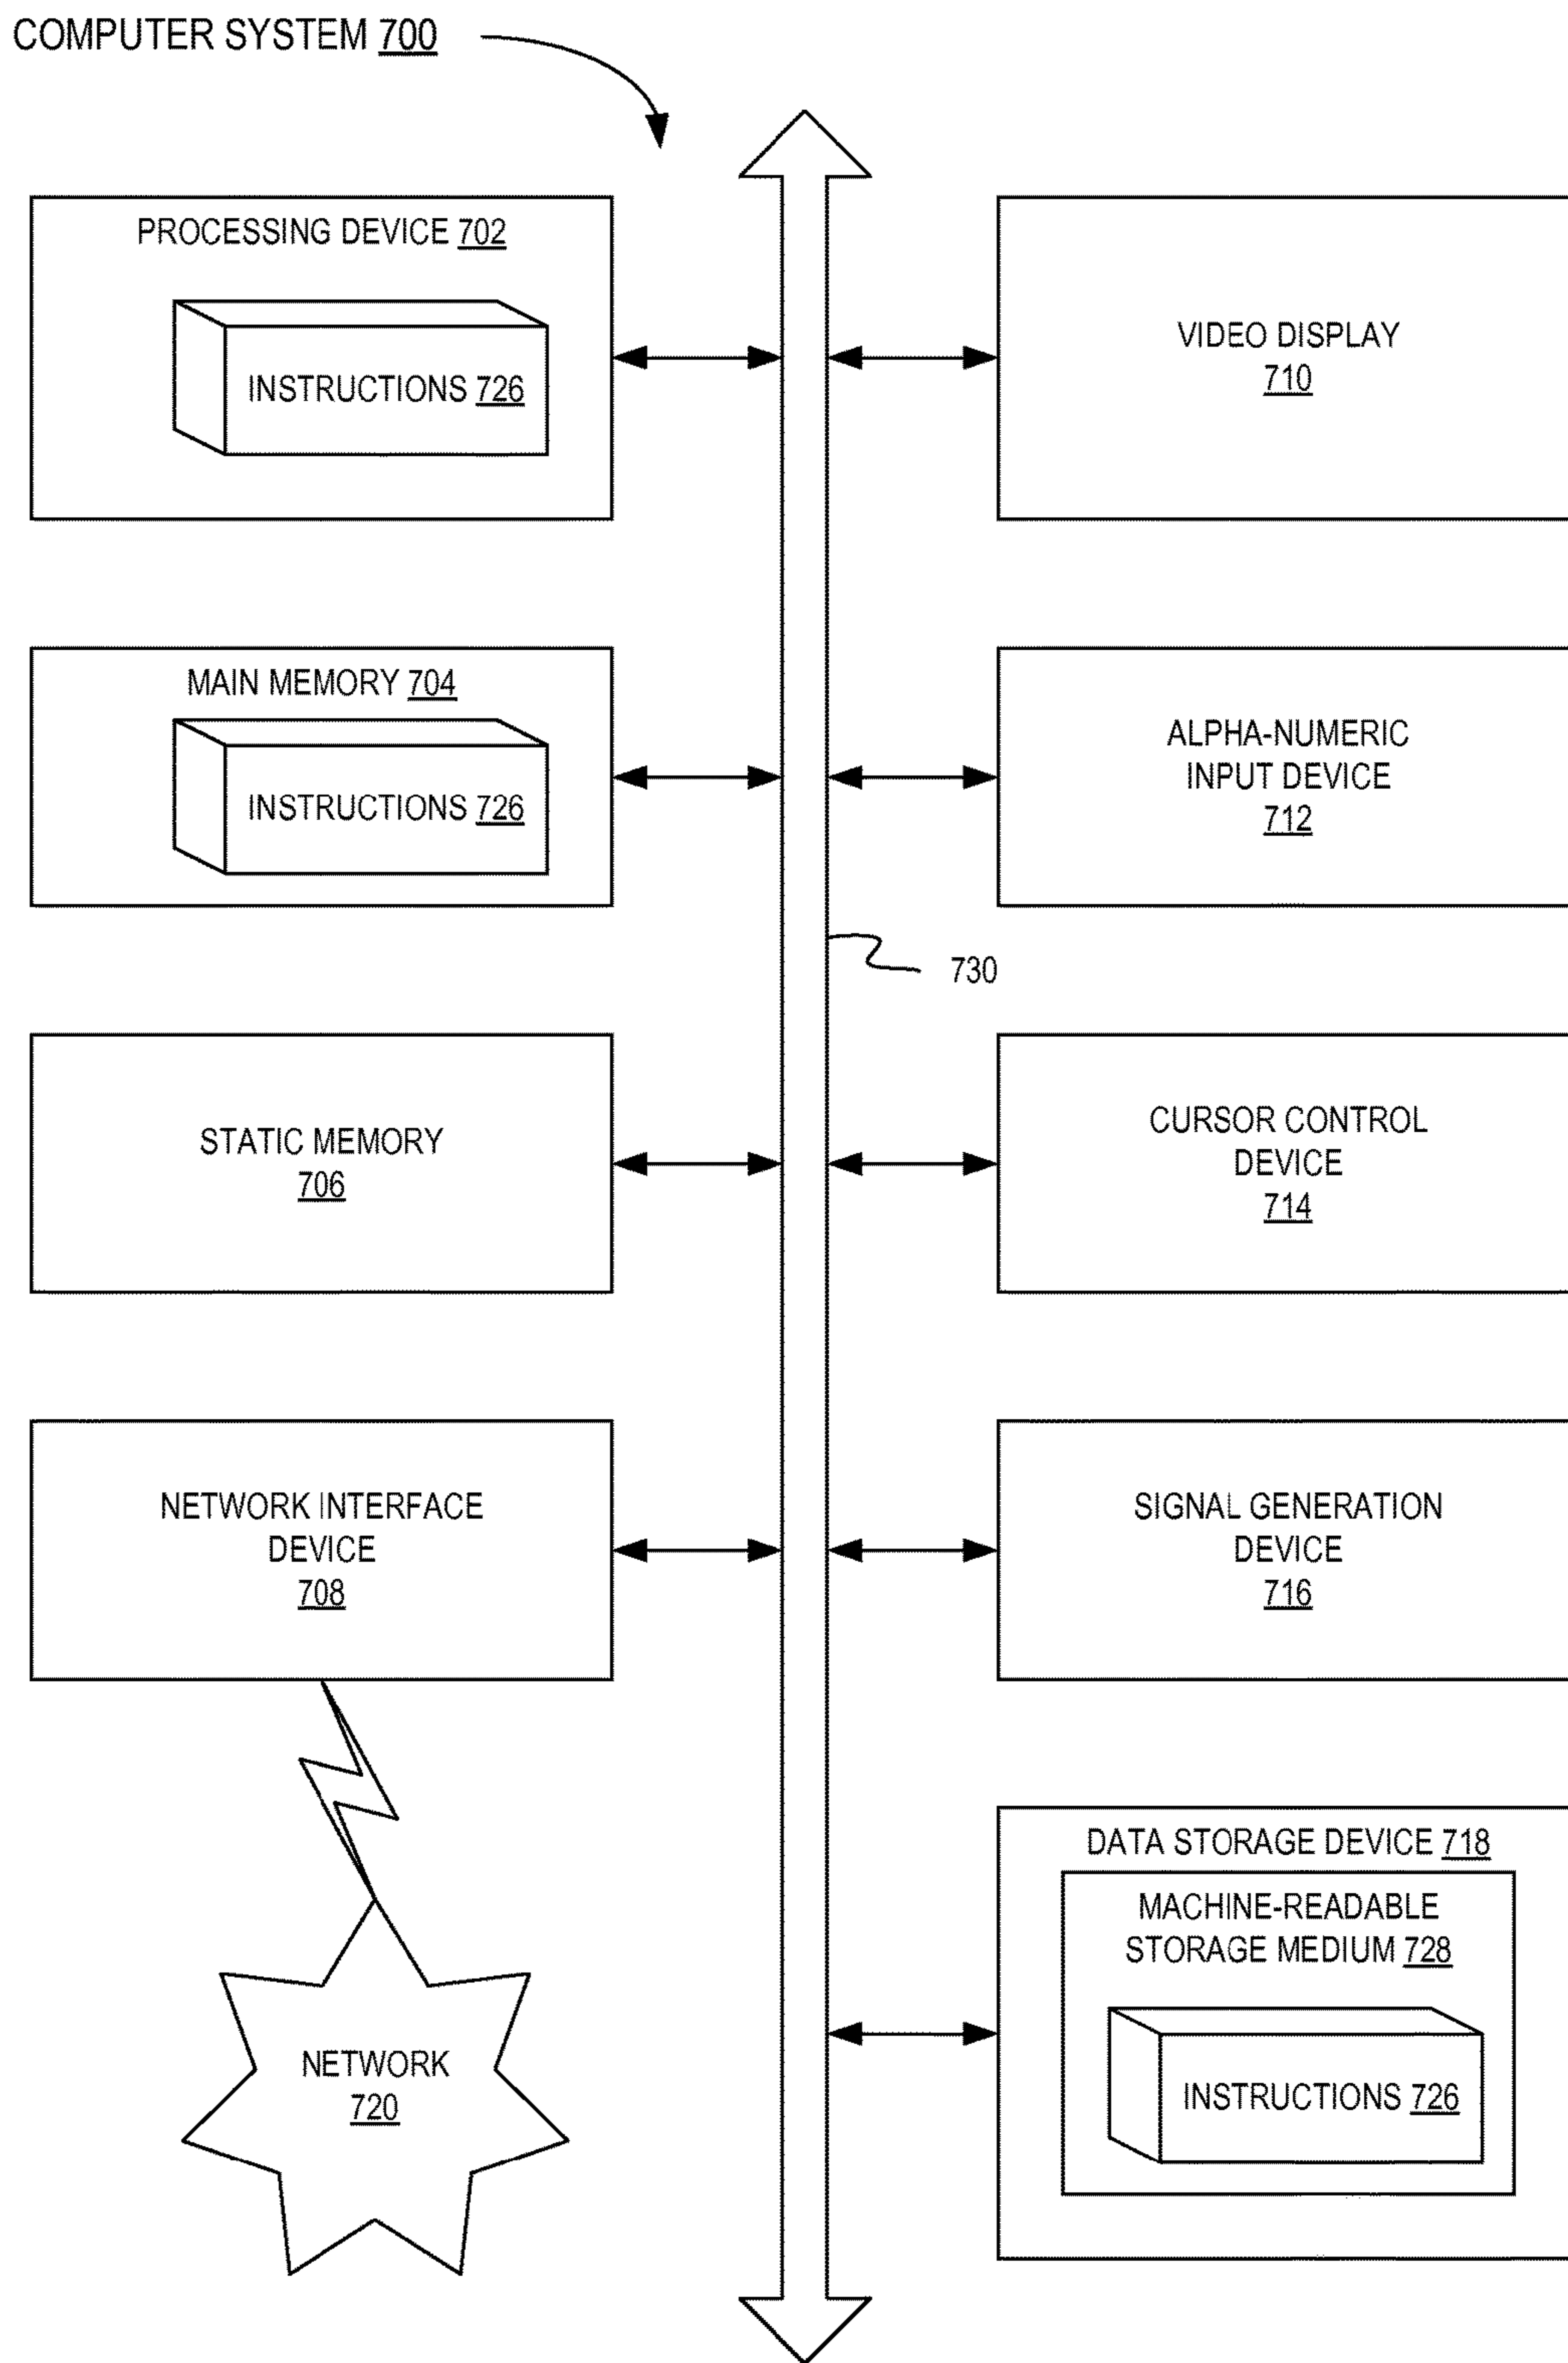 COMPUTER SYSTEM 700
PROCESSING DEVICE 702
INSTRUCTIONS 726
VIDEO DISPLAY
710
MAIN MEMORY 704
INSTRUCTIONS 726
ALPHA-NUMERIC
INPUT DEVICE
712
730
STATIC MEMORY
706
CURSOR CONTROL
DEVICE
714
NETWORK INTERFACE
DEVICE
708
SIGNAL GENERATION
DEVICE
716
DATA STORAGE DEVICE 718
MACHINE-READABLE
STORAGE MEDIUM 728
INSTRUCTIONS 726
NETWORK
720